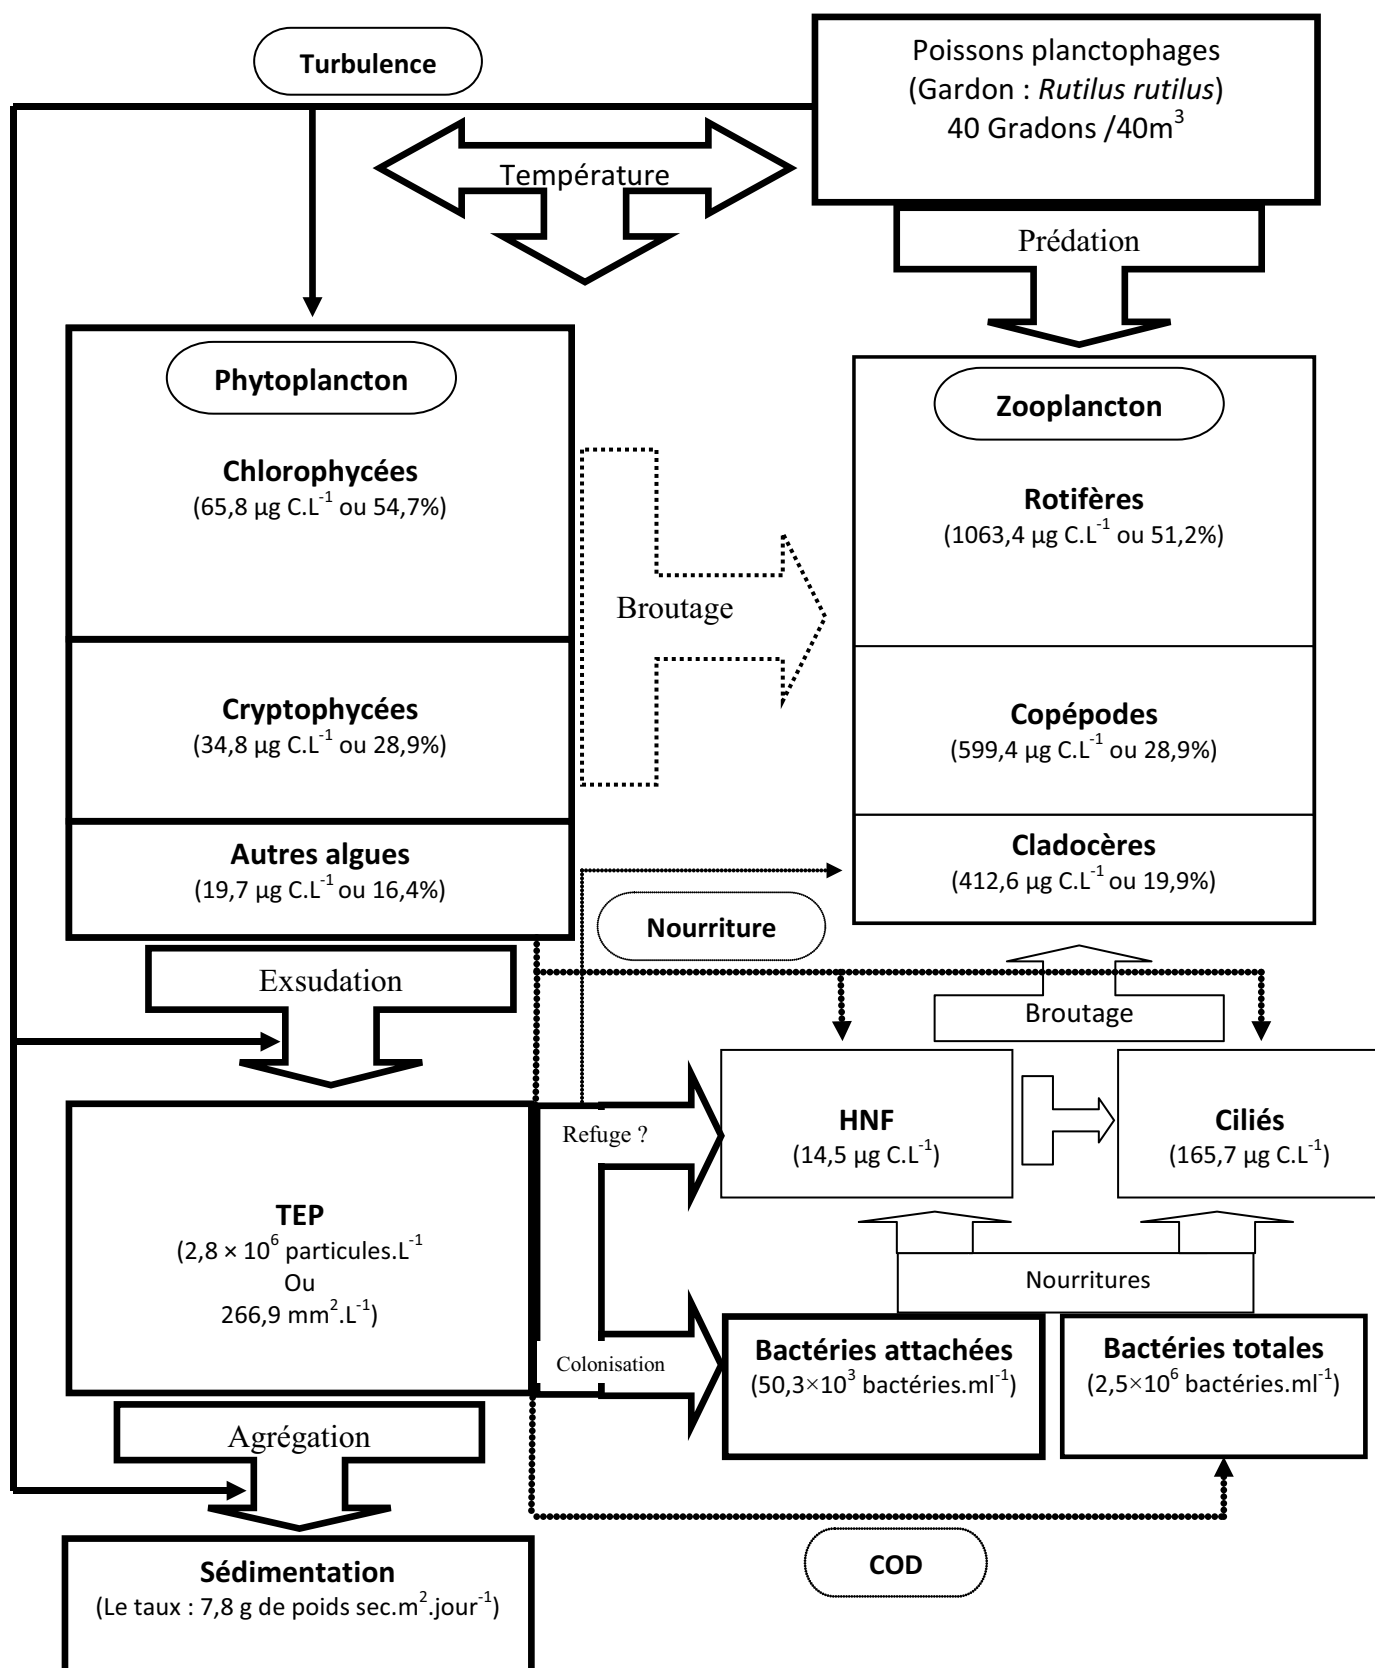 Turbulence
Poissons planctophages
(Gardon : Rutilus rutilus)
40 Gradons /40m³
Température
Prédation
Phytoplancton
Chlorophycées
(65,8 µg C.L⁻¹ ou 54,7%)
Cryptophycées
(34,8 µg C.L⁻¹ ou 28,9%)
Autres algues
(19,7 µg C.L⁻¹ ou 16,4%)
Broutage
Zooplancton
Rotifères
(1063,4 µg C.L⁻¹ ou 51,2%)
Copépodes
(599,4 µg C.L⁻¹ ou 28,9%)
Cladocères
(412,6 µg C.L⁻¹ ou 19,9%)
Nourriture
Exsudation
Broutage
HNF
(14,5 µg C.L⁻¹)
Ciliés
(165,7 µg C.L⁻¹)
Refuge ?
TEP
(2,8 × 10⁶ particules.L⁻¹
Ou
266,9 mm².L⁻¹)
Nourritures
Colonisation
Bactéries attachées
(50,3×10³ bactéries.ml⁻¹)
Bactéries totales
(2,5×10⁶ bactéries.ml⁻¹)
Agrégation
COD
Sédimentation
(Le taux : 7,8 g de poids sec.m².jour⁻¹)